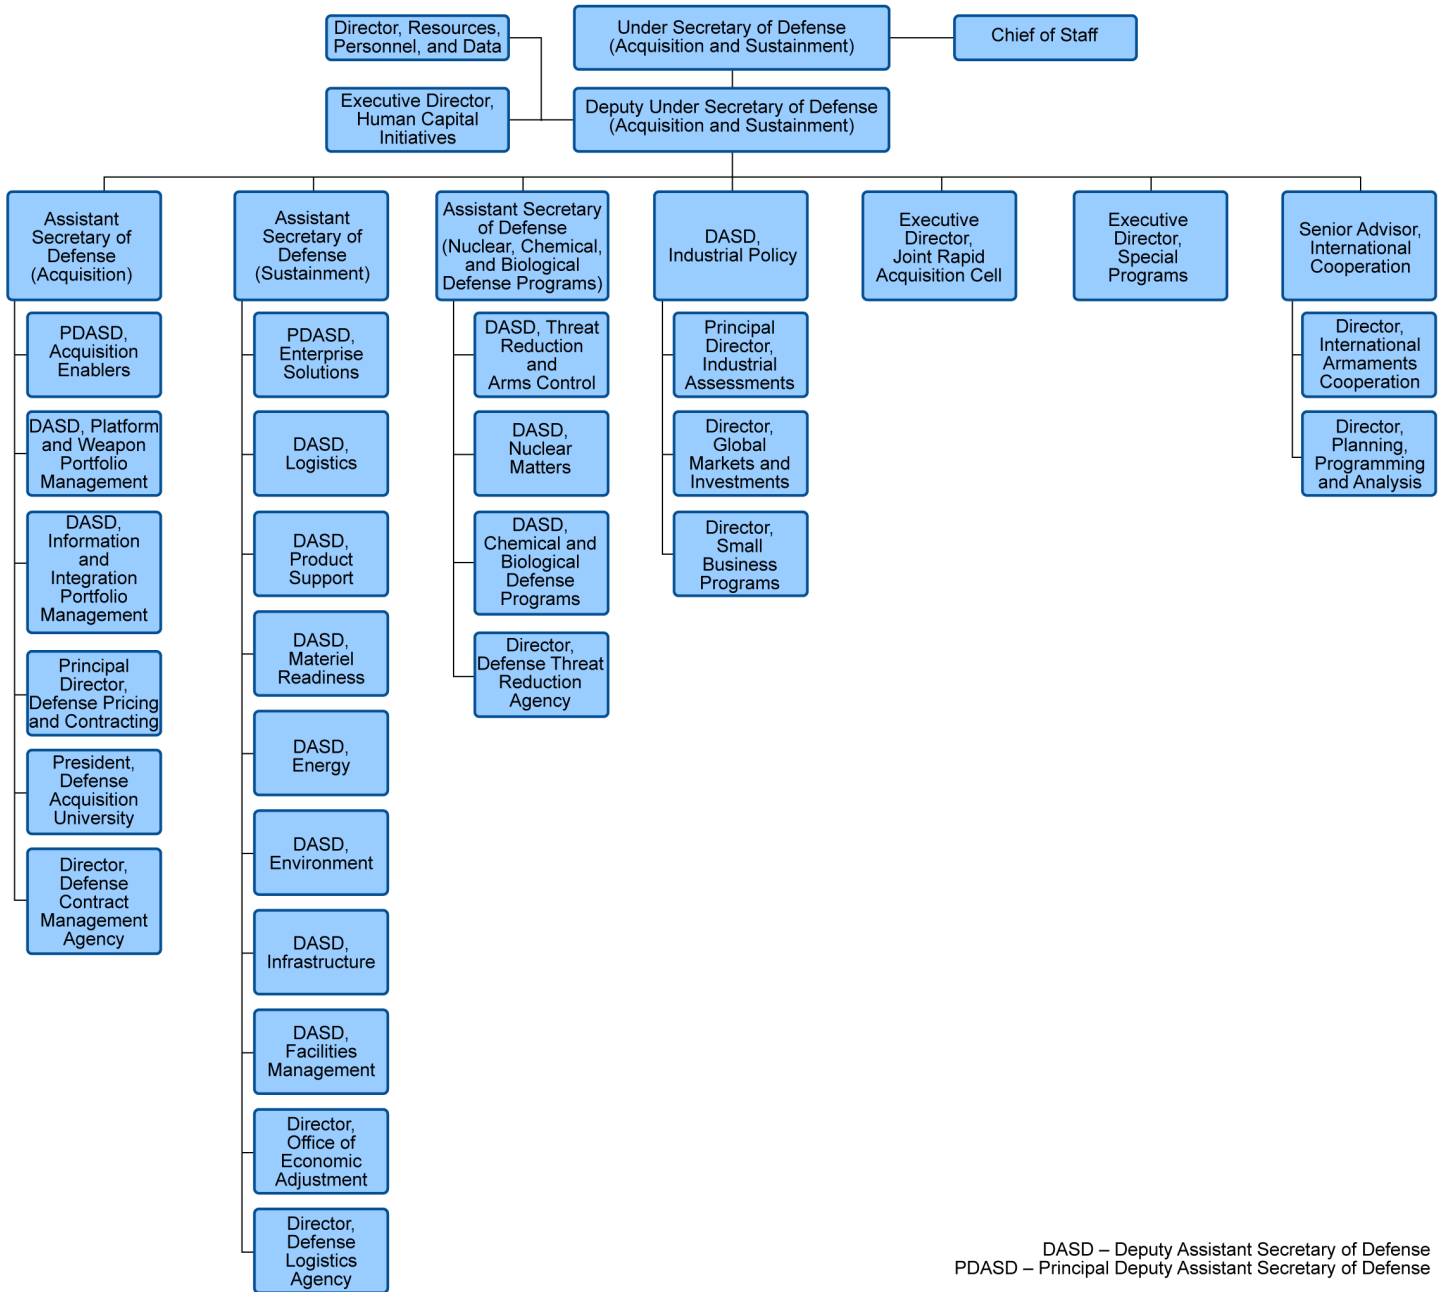 Director, Resources,
Personnel, and Data
Under Secretary of Defense
(Acquisition and Sustainment)
Chief of Staff
Executive Director,
Human Capital
Initiatives
Deputy Under Secretary of Defense
(Acquisition and Sustainment)
Assistant
Secretary of
Defense
(Acquisition)
PDASD,
Acquisition
Enablers
DASD, Platform
and Weapon
Portfolio
Management
DASD,
Information
and
Integration
Portfolio
Management
Principal
Director,
Defense Pricing
and Contracting
President,
Defense
Acquisition
University
Director,
Defense
Contract
Management
Agency
Assistant
Secretary of
Defense
(Sustainment)
PDASD,
Enterprise
Solutions
DASD,
Logistics
DASD,
Product
Support
DASD,
Materiel
Readiness
DASD,
Energy
DASD,
Environment
DASD,
Infrastructure
DASD,
Facilities
Management
Director,
Office of
Economic
Adjustment
Director,
Defense
Logistics
Agency
Assistant Secretary
of Defense
(Nuclear, Chemical,
and Biological
Defense Programs)
DASD, Threat
Reduction
and
Arms Control
DASD,
Nuclear
Matters
DASD,
Chemical and
Biological
Defense
Programs
Director,
Defense Threat
Reduction
Agency
DASD,
Industrial Policy
Principal
Director,
Industrial
Assessments
Director,
Global
Markets and
Investments
Director,
Small
Business
Programs
Executive
Director,
Joint Rapid
Acquisition Cell
Executive
Director,
Special
Programs
Senior Advisor,
International
Cooperation
Director,
International
Armaments
Cooperation
Director,
Planning,
Programming
and Analysis
DASD – Deputy Assistant Secretary of Defense
PDASD – Principal Deputy Assistant Secretary of Defense